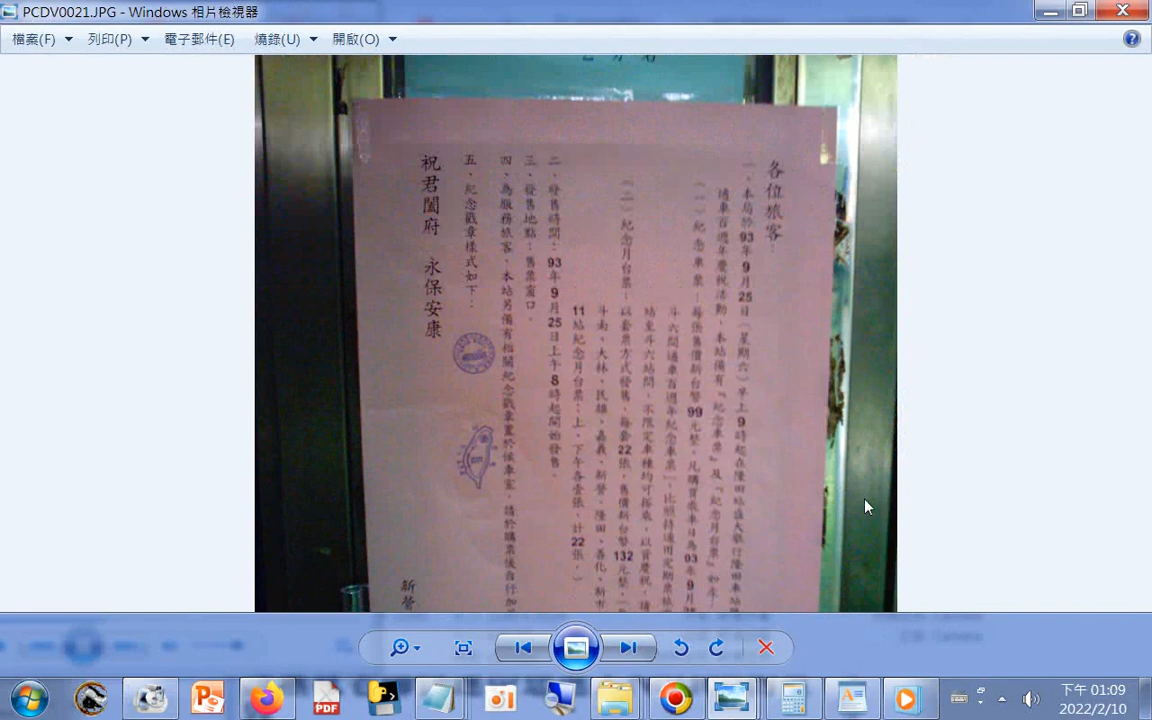 PCDV0021.JPG - Windows 相片檢視器
檔案(F) 列印(P) 電子郵件(E) 燒錄(U) 開啟(O)
各位旅客：
一、本局於93年9月25日（星期六）早上9時起在隆田站盛大舉行隆田車站
通車百週年慶祝活動，本站備有『紀念車票』及『紀念月台票』如下：
（一）紀念車票：每張售價新台幣99元整，凡購買乘車日為93年9月
斗六間通車百週年紀念車票』，比照持適用定期票旅
站至斗六站間，不限定車種均可搭乘，以資慶祝，請
（二）紀念月台票：以套票方式發售、每套22張，售價新台幣132元整，
斗南、大林、民雄、嘉義、新營、隆田、善化、新市
11站紀念月台票；上、下午各壹張，計22張。）
二、發售時間：93年9月25日上午8時起開始發售。
三、發售地點：售票窗口。
四、為服務旅客，本站另備有相關紀念戳章置於候車室，請於購票後自行加
五、紀念戳章樣式如下：
祝君闔府 永保安康
新營
下午 01:09
2022/2/10